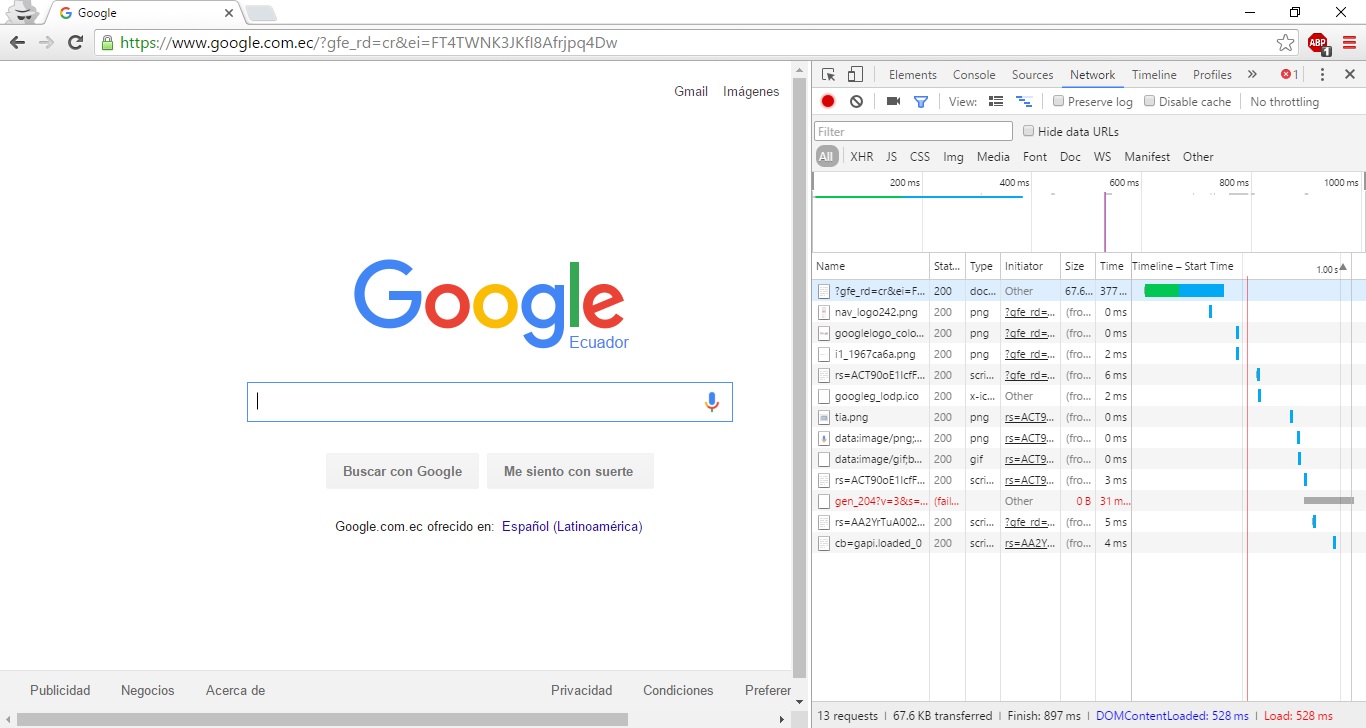 Google
https://www.google.com.ec/?gfe_rd=cr&ei=FT4TWNK3JKfI8Afrjpq4Dw
ABP
1
Gmail Imágenes
Google
Ecuador
Buscar con Google Me siento con suerte
Google.com.ec ofrecido en: Español (Latinoamérica)
Publicidad Negocios Acerca de Privacidad Condiciones Preferer
Elements Console Sources Network Timeline Profiles » 1
View: Preserve log Disable cache No throttling
Filter Hide data URLs
All XHR JS CSS Img Media Font Doc WS Manifest Other
200 ms 400 ms 600 ms 800 ms 1000 ms
Name Stat... Type Initiator Size Time Timeline – Start Time 1.00 s
?gfe_rd=cr&ei=F... 200 doc... Other 67.6... 377...
nav_logo242.png 200 png ?gfe_rd=... (fro... 0 ms
googlelogo_colo... 200 png ?gfe_rd=... (fro... 0 ms
i1_1967ca6a.png 200 png ?gfe_rd=... (fro... 2 ms
rs=ACT90oE1IcfF... 200 scri... ?gfe_rd=... (fro... 6 ms
googleg_lodp.ico 200 x-ic... Other (fro... 2 ms
tia.png 200 png rs=ACT9... (fro... 0 ms
data:image/png;... 200 png rs=ACT9... (fro... 0 ms
data:image/gif;b... 200 gif rs=ACT9... (fro... 0 ms
rs=ACT90oE1IcfF... 200 scri... rs=ACT9... (fro... 3 ms
gen_204?v=3&s=... (fail... Other 0 B 31 m...
rs=AA2YrTuA002... 200 scri... ?gfe_rd=... (fro... 5 ms
cb=gapi.loaded_0 200 scri... rs=AA2Y... (fro... 4 ms
13 requests | 67.6 KB transferred | Finish: 897 ms | DOMContentLoaded: 528 ms | Load: 528 ms